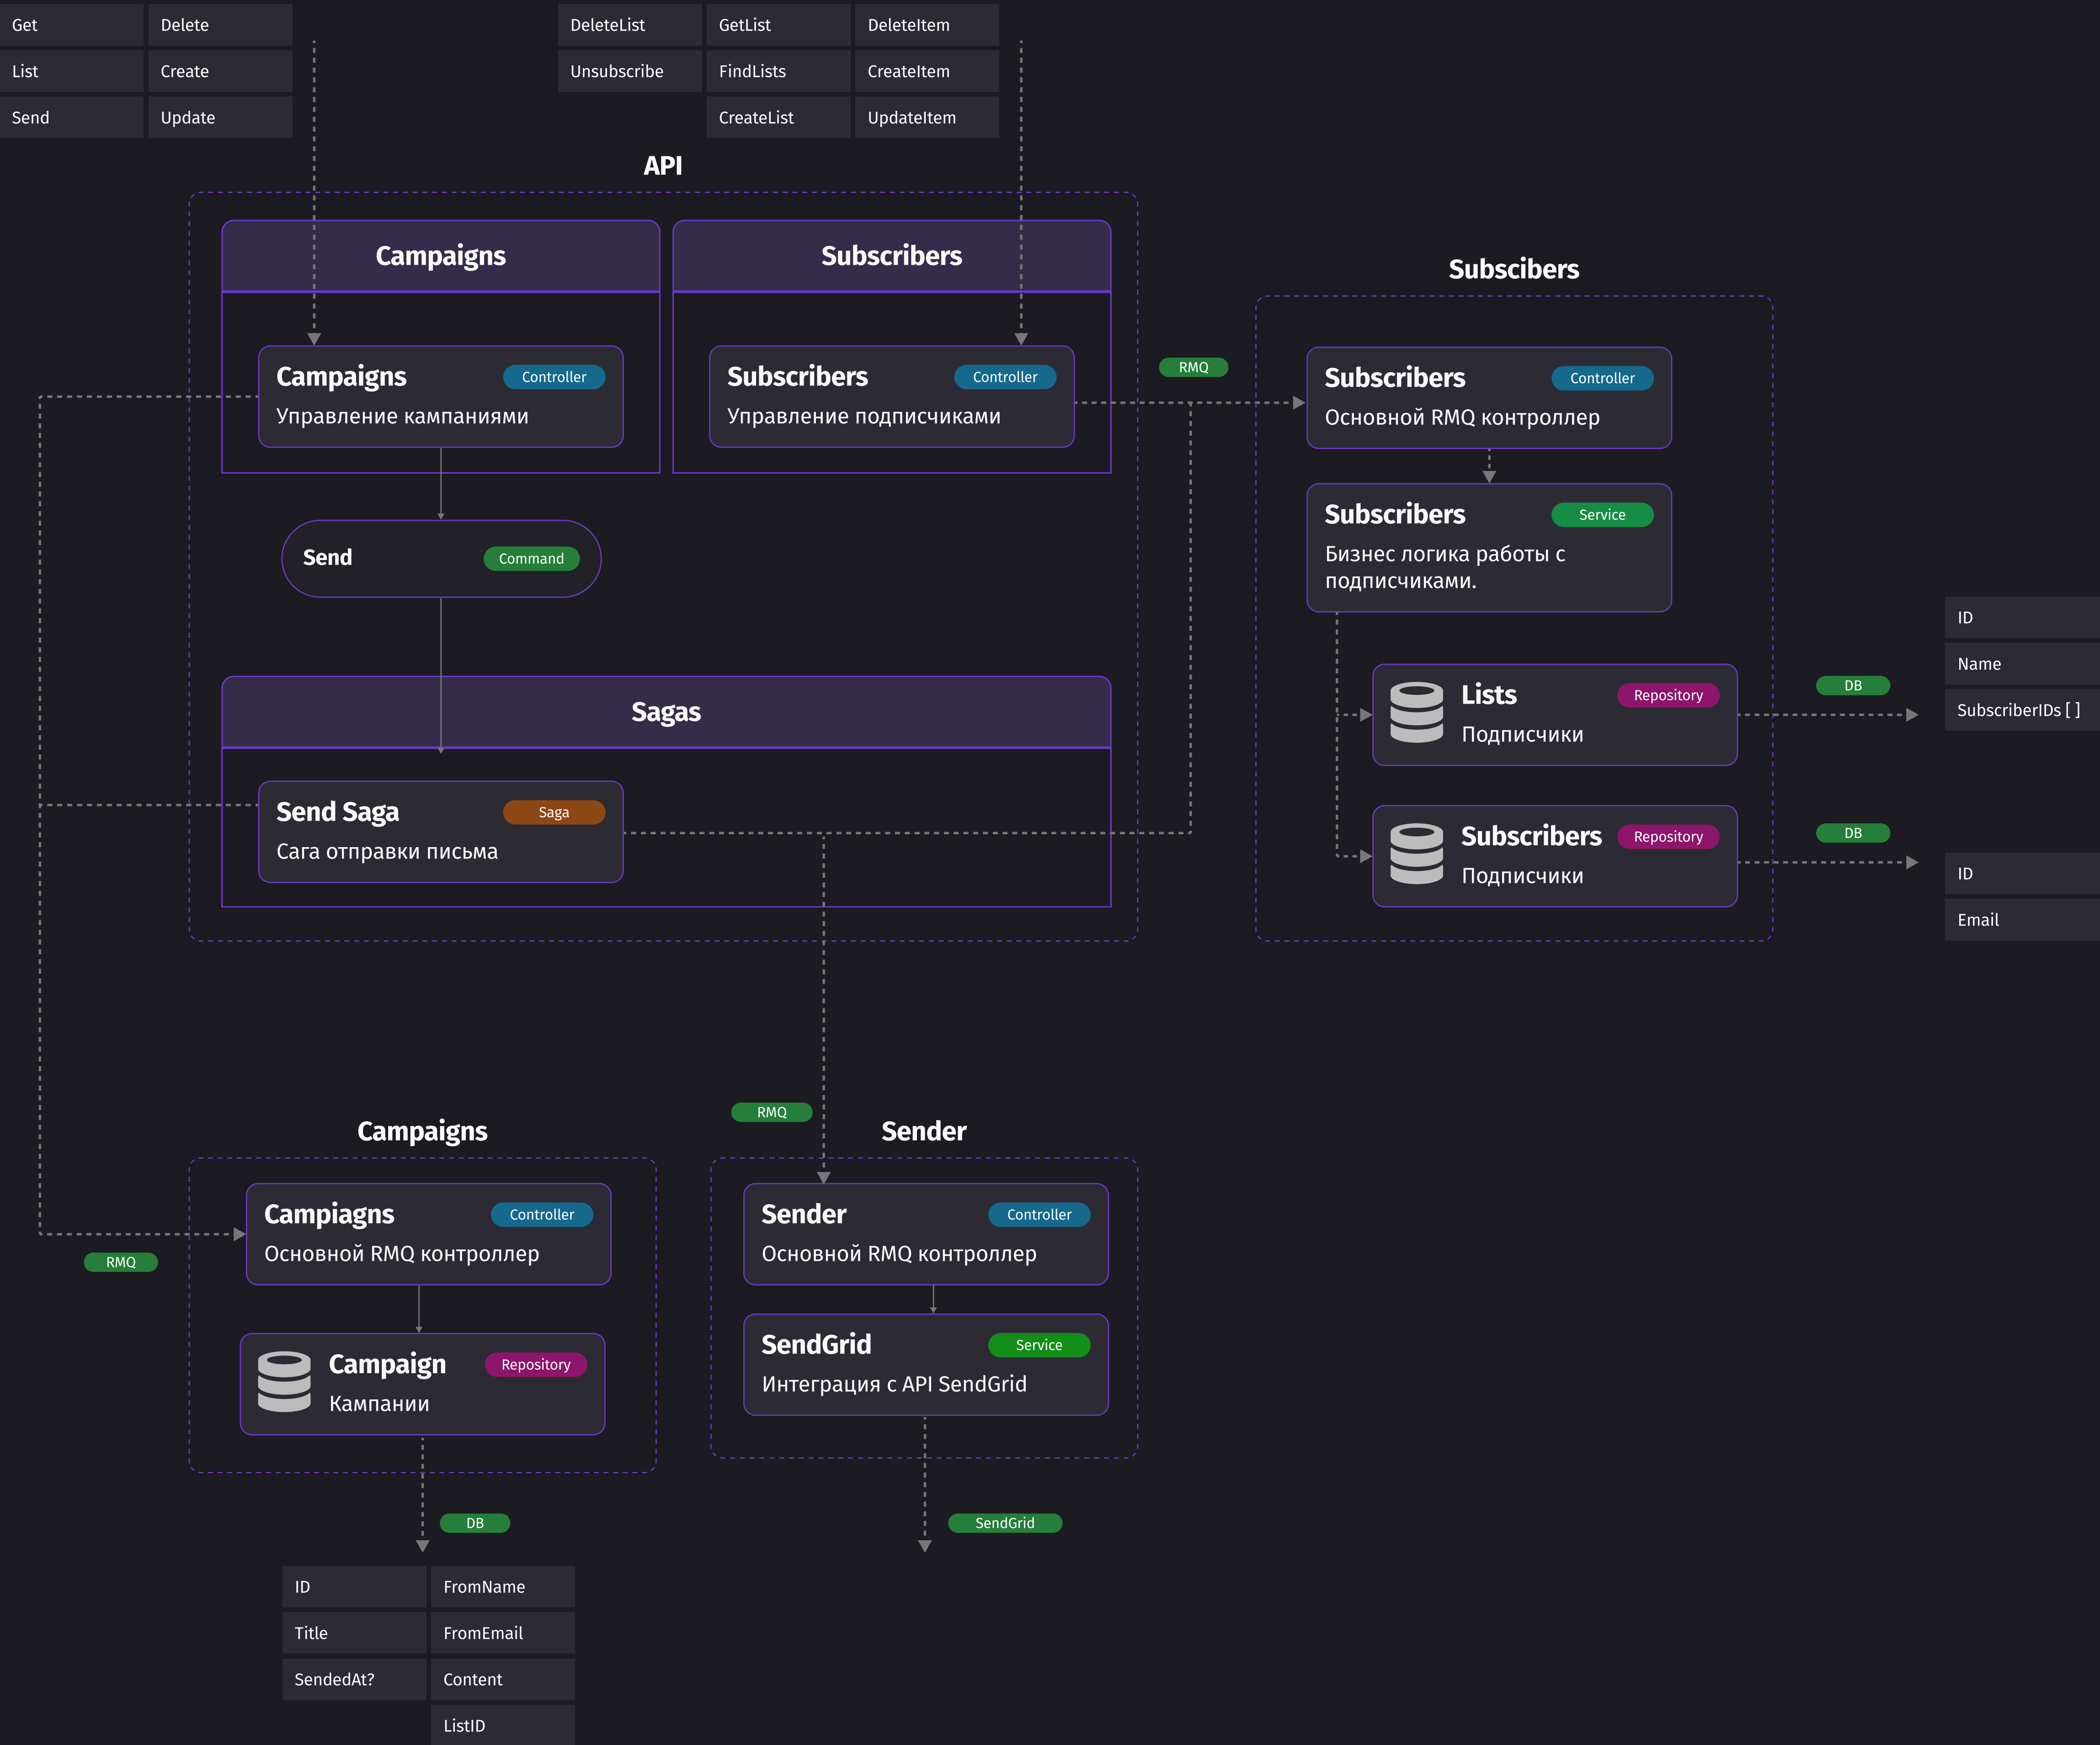 Get
Delete
List
Create
Send
Update
DeleteList
GetList
DeleteItem
Unsubscribe
FindLists
CreateItem
CreateList
UpdateItem
API
Campaigns
Subscribers
Campaigns
Controller
Управление кампаниями
Subscribers
Controller
Управление подписчиками
RMQ
Send
Command
Sagas
Send Saga
Saga
Сага отправки письма
Subscibers
Subscribers
Controller
Основной RMQ контроллер
Subscribers
Service
Бизнес логика работы с
подписчиками.
Lists
Repository
Подписчики
DB
ID
Name
SubscriberIDs [ ]
Subscribers
Repository
Подписчики
DB
ID
Email
Campaigns
RMQ
Campiagns
Controller
Основной RMQ контроллер
Campaign
Repository
Кампании
DB
ID
FromName
Title
FromEmail
SendedAt?
Content
ListID
RMQ
Sender
Sender
Controller
Основной RMQ контроллер
SendGrid
Service
Интеграция с API SendGrid
SendGrid